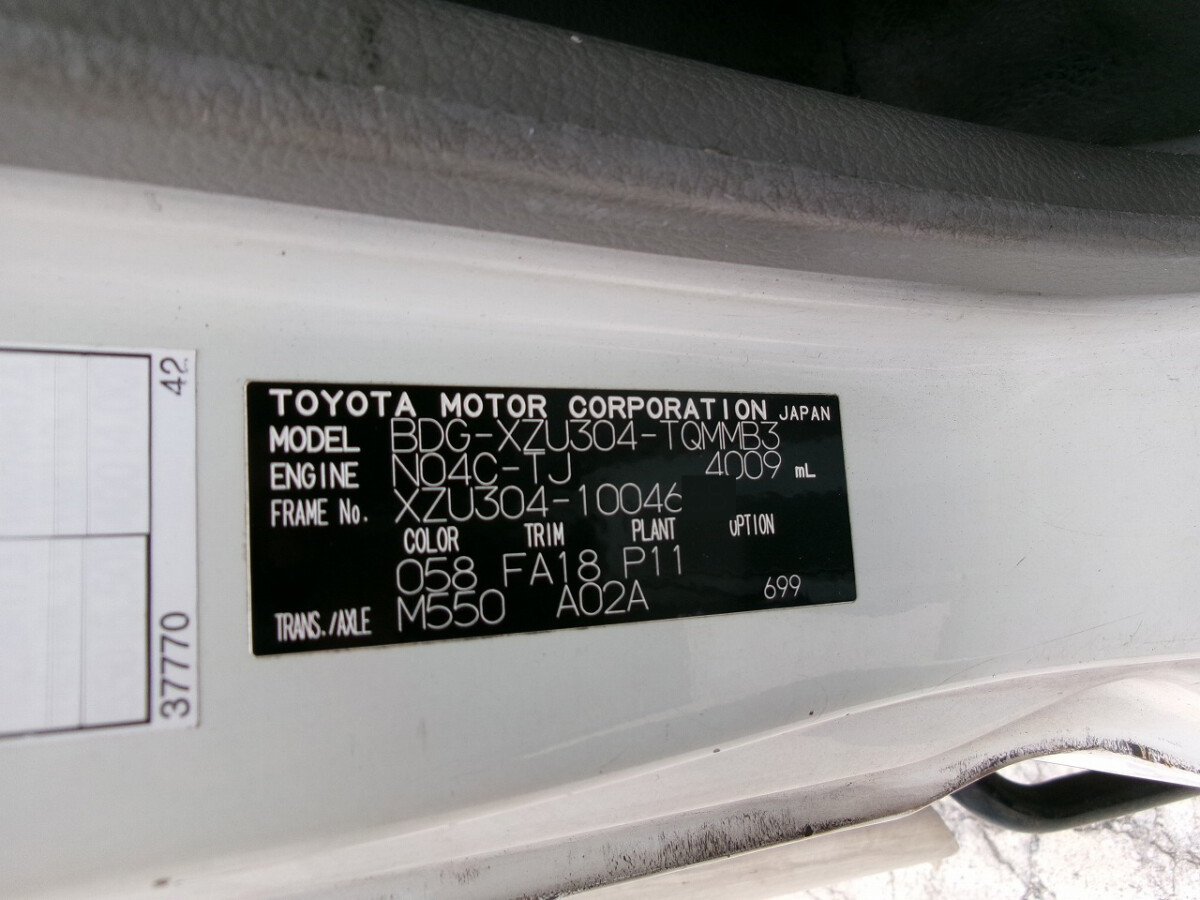 TOYOTA MOTOR CORPORATION JAPAN
MODEL BDG-XZU304-TQMMB3
ENGINE N04C-TJ 4009 mL
FRAME No. XZU304-10046
COLOR TRIM PLANT OPTION
058 FA18 P11
TRANS./AXLE M550 A02A 699
42
37770